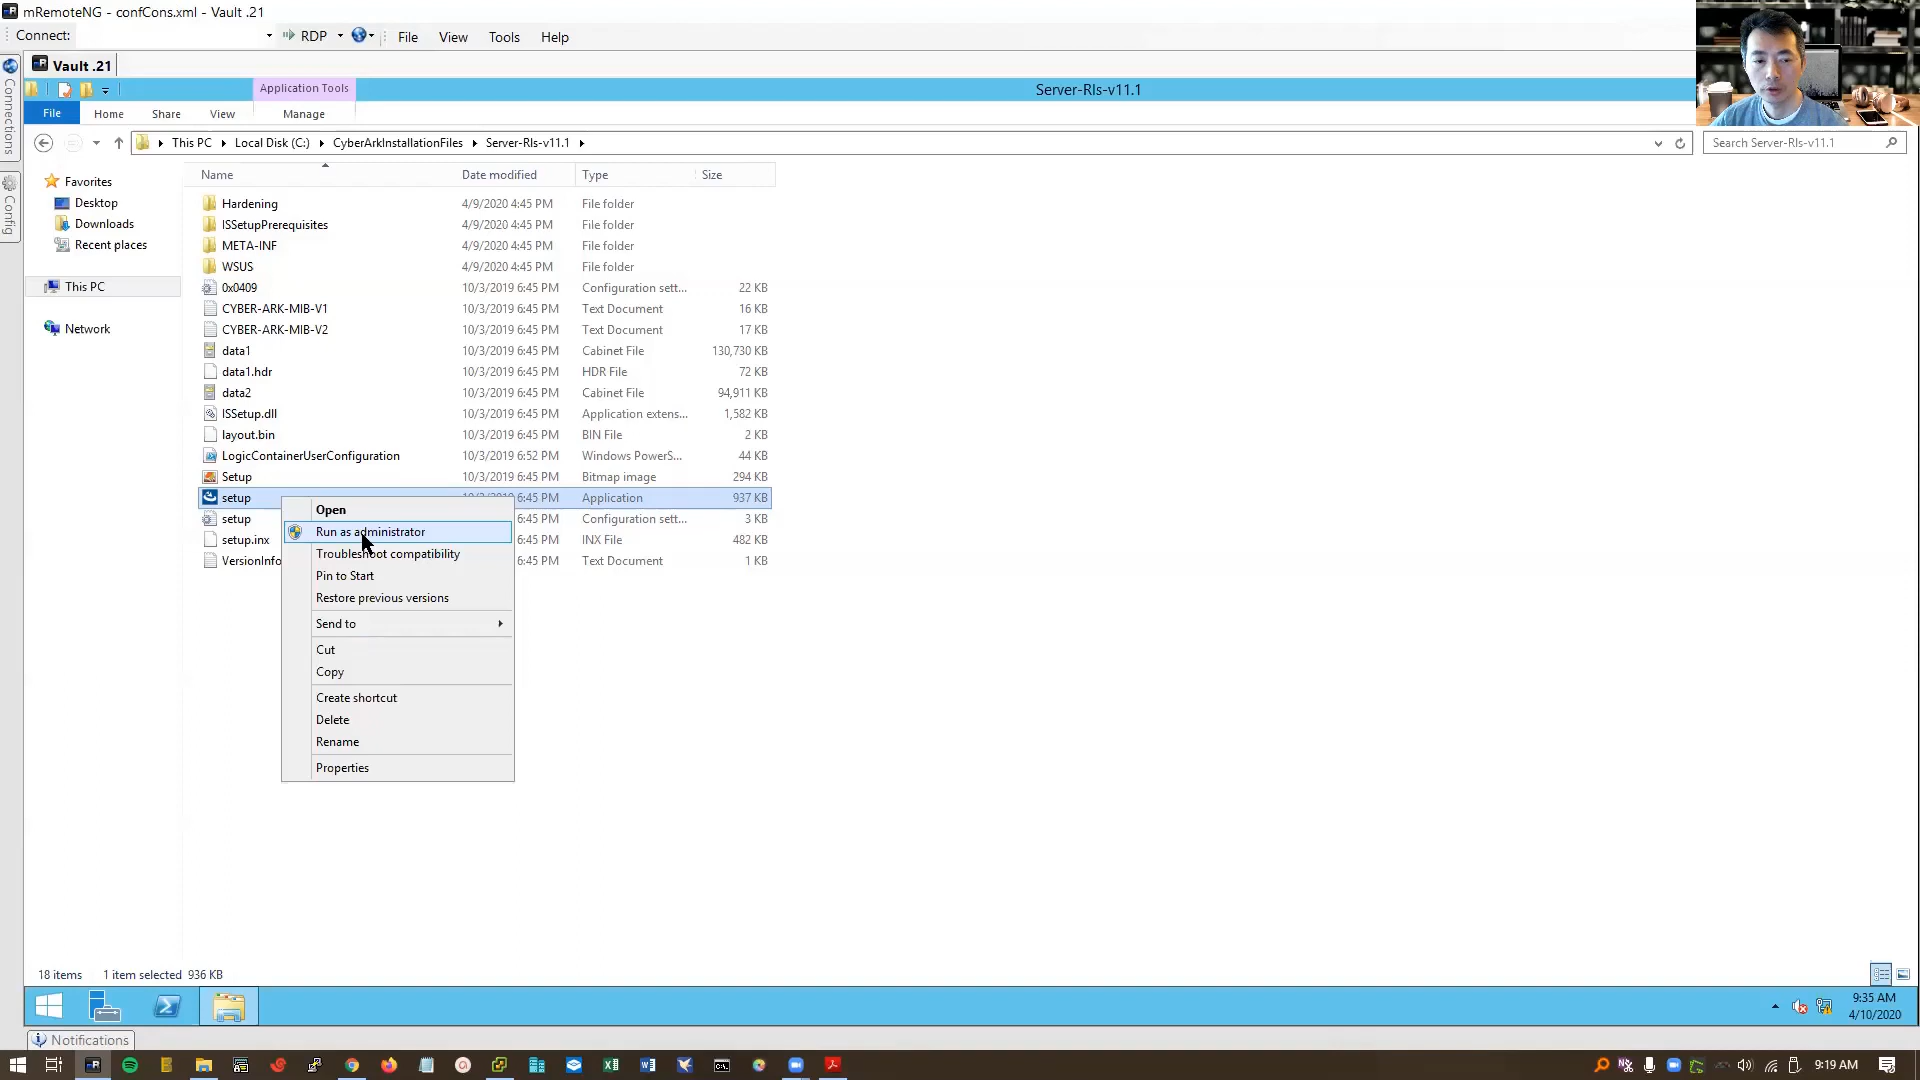 mRemoteNG - confCons.xml - Vault .21
Connect: RDP File View Tools Help
Connections
Config
Vault .21
Application Tools
Server-Rls-v11.1
File Home Share View Manage
This PC Local Disk (C:) CyberArkInstallationFiles Server-Rls-v11.1
Search Server-Rls-v11.1
Favorites
Desktop
Downloads
Recent places
This PC
Network
Name Date modified Type Size
Hardening 4/9/2020 4:45 PM File folder
ISSetupPrerequisites 4/9/2020 4:45 PM File folder
META-INF 4/9/2020 4:45 PM File folder
WSUS 4/9/2020 4:45 PM File folder
0x0409 10/3/2019 6:45 PM Configuration sett... 22 KB
CYBER-ARK-MIB-V1 10/3/2019 6:45 PM Text Document 16 KB
CYBER-ARK-MIB-V2 10/3/2019 6:45 PM Text Document 17 KB
data1 10/3/2019 6:45 PM Cabinet File 130,730 KB
data1.hdr 10/3/2019 6:45 PM HDR File 72 KB
data2 10/3/2019 6:45 PM Cabinet File 94,911 KB
ISSetup.dll 10/3/2019 6:45 PM Application extens... 1,582 KB
layout.bin 10/3/2019 6:45 PM BIN File 2 KB
LogicContainerUserConfiguration 10/3/2019 6:52 PM Windows PowerS... 44 KB
Setup 10/3/2019 6:45 PM Bitmap image 294 KB
setup 6:45 PM Application 937 KB
setup 6:45 PM Configuration sett... 3 KB
setup.inx 6:45 PM INX File 482 KB
VersionInfo 6:45 PM Text Document 1 KB
Open
Run as administrator
Troubleshoot compatibility
Pin to Start
Restore previous versions
Send to
Cut
Copy
Create shortcut
Delete
Rename
Properties
18 items 1 item selected 936 KB
9:35 AM
4/10/2020
Notifications
9:19 AM